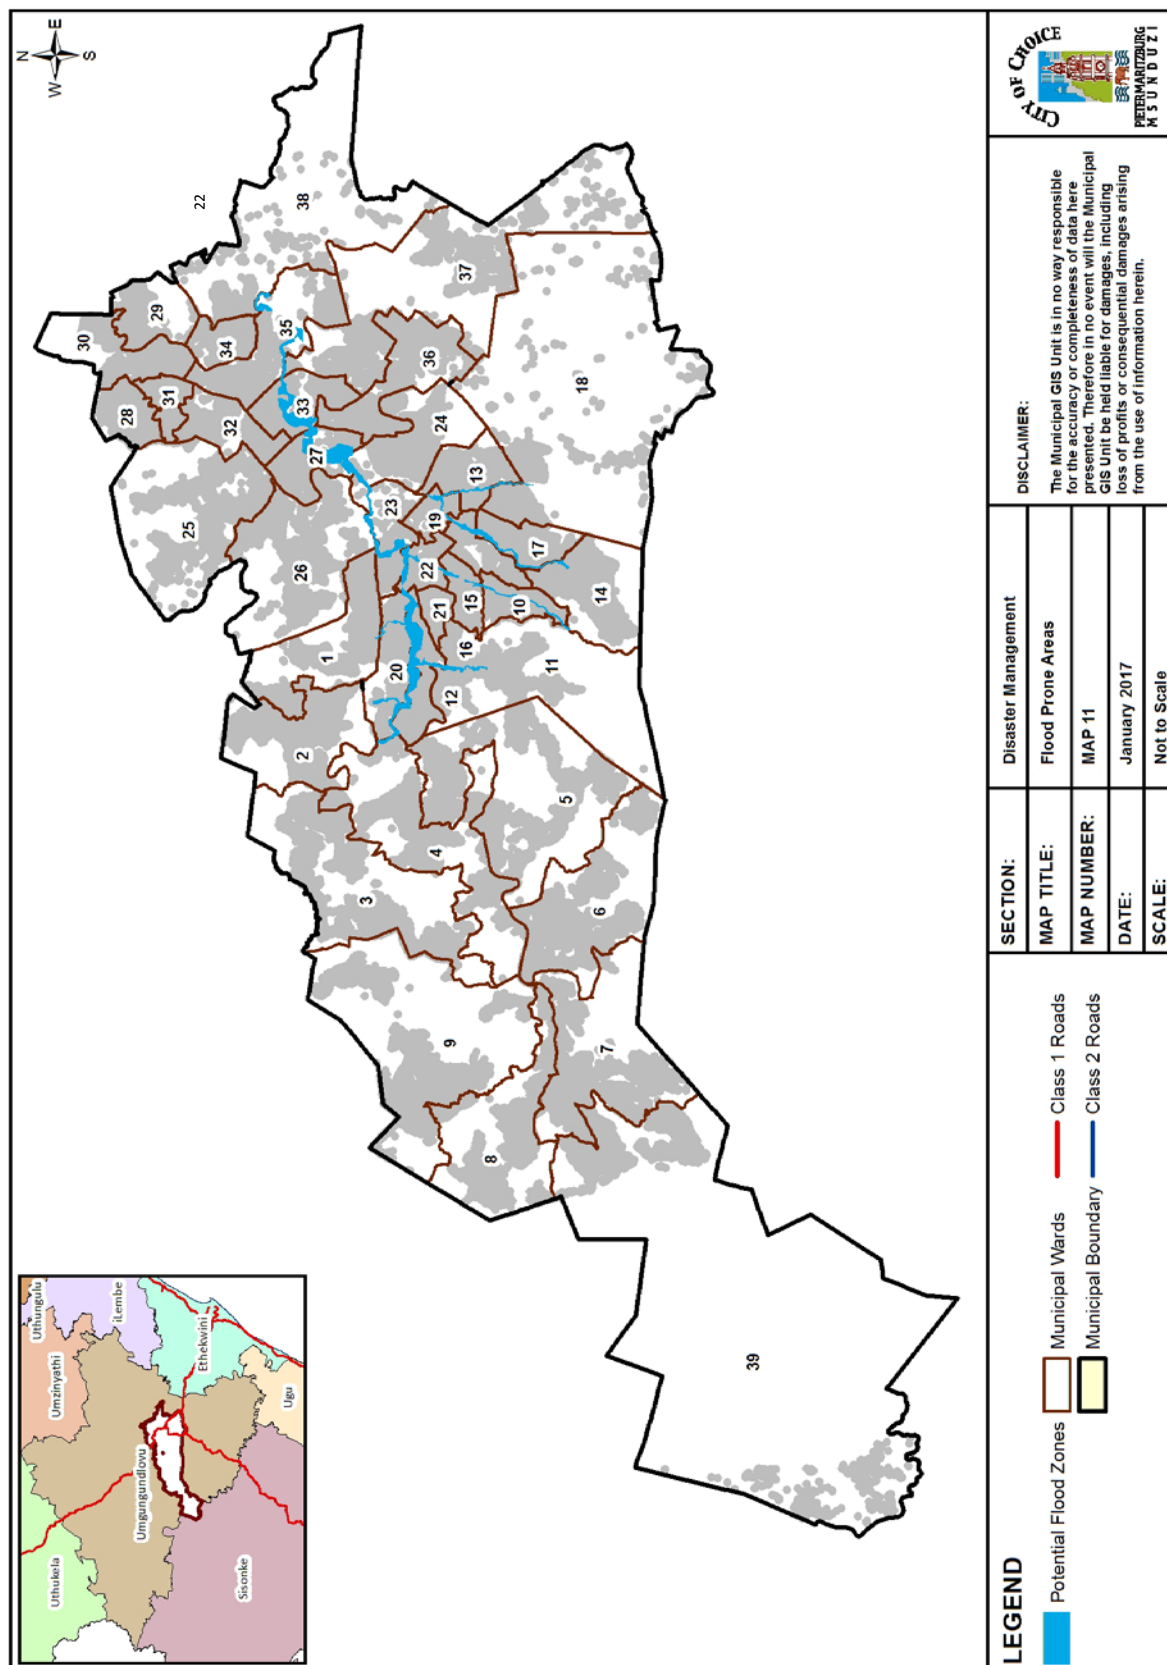 N
E
S
W
Uthungulu
Umzinyathi
iLembe
Uthukela
Umgungundlovu
Ethekwini
Ugu
Sisonke
22
30
29
38
28
31
34
35
37
32
33
36
25
27
24
18
26
23
13
19
22
17
1
21
15
10
14
20
16
11
12
2
5
4
3
6
9
7
8
39
LEGEND
Potential Flood Zones
Municipal Wards
Class 1 Roads
Municipal Boundary
Class 2 Roads
SECTION:
Disaster Management
MAP TITLE:
Flood Prone Areas
MAP NUMBER:
MAP 11
DATE:
January 2017
SCALE:
Not to Scale
DISCLAIMER:
The Municipal GIS Unit is in no way responsible
for the accuracy or completeness of data here
presented. Therefore in no event will the Municipal
GIS Unit be held liable for damages, including
loss of profits or consequential damages arising
from the use of information herein.
CITY OF CHOICE
PIETERMARITZBURG
MSUNDUZI